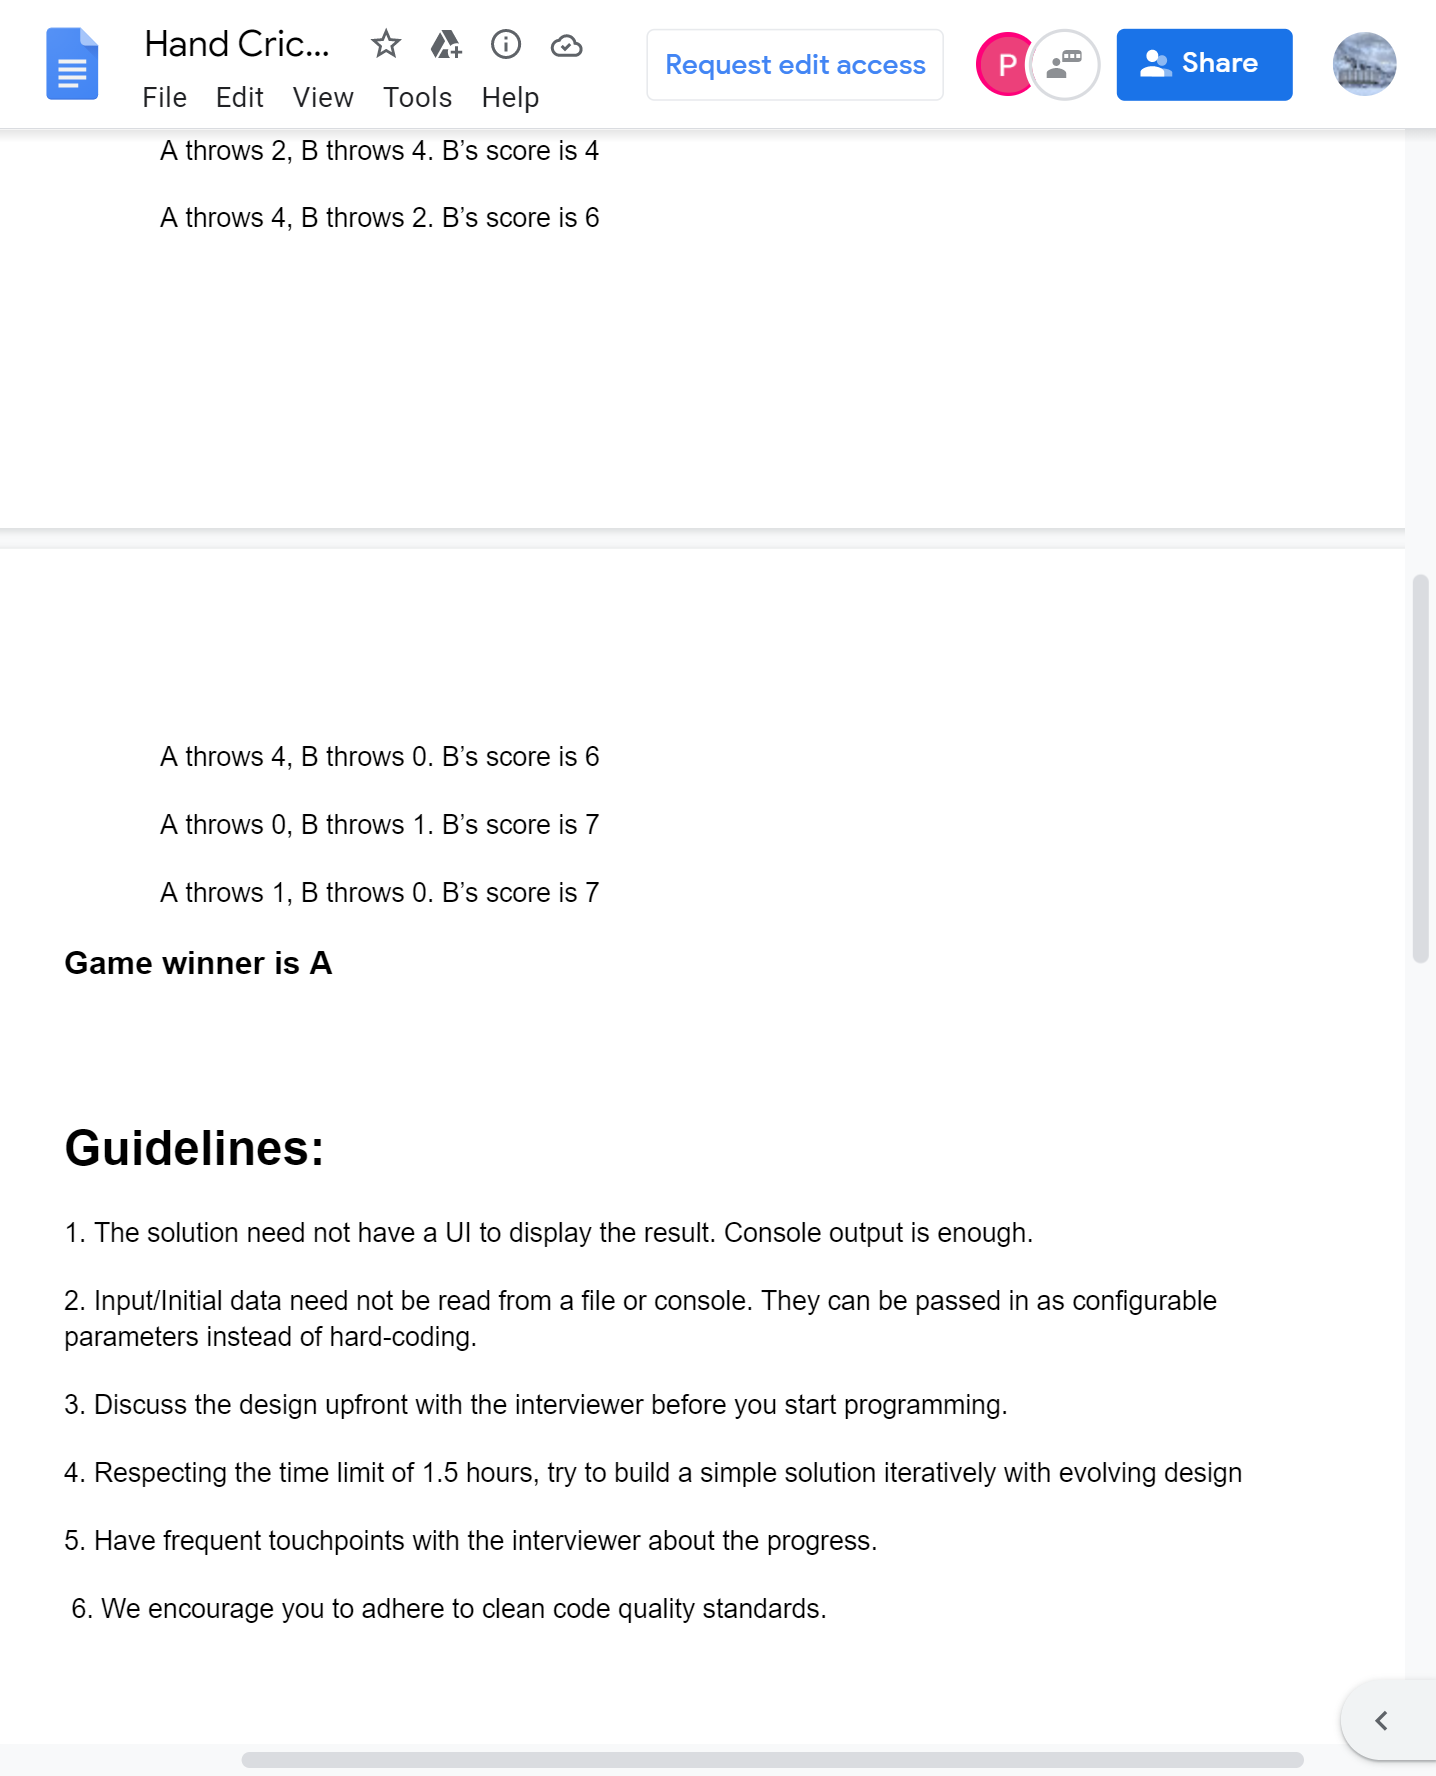 Hand Cric...
Request edit access
P
Share
File Edit View Tools Help
A throws 2, B throws 4. B’s score is 4
A throws 4, B throws 2. B’s score is 6
A throws 4, B throws 0. B’s score is 6
A throws 0, B throws 1. B’s score is 7
A throws 1, B throws 0. B’s score is 7
Game winner is A
Guidelines:
1. The solution need not have a UI to display the result. Console output is enough.
2. Input/Initial data need not be read from a file or console. They can be passed in as configurable
parameters instead of hard-coding.
3. Discuss the design upfront with the interviewer before you start programming.
4. Respecting the time limit of 1.5 hours, try to build a simple solution iteratively with evolving design
5. Have frequent touchpoints with the interviewer about the progress.
6. We encourage you to adhere to clean code quality standards.